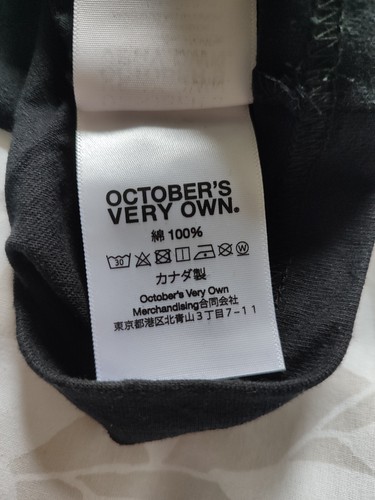 OCTOBER'S
VERY OWN.
綿 100%
30 W
カナダ製
October's Very Own
Merchandising合同会社
東京都港区北青山3丁目7-11